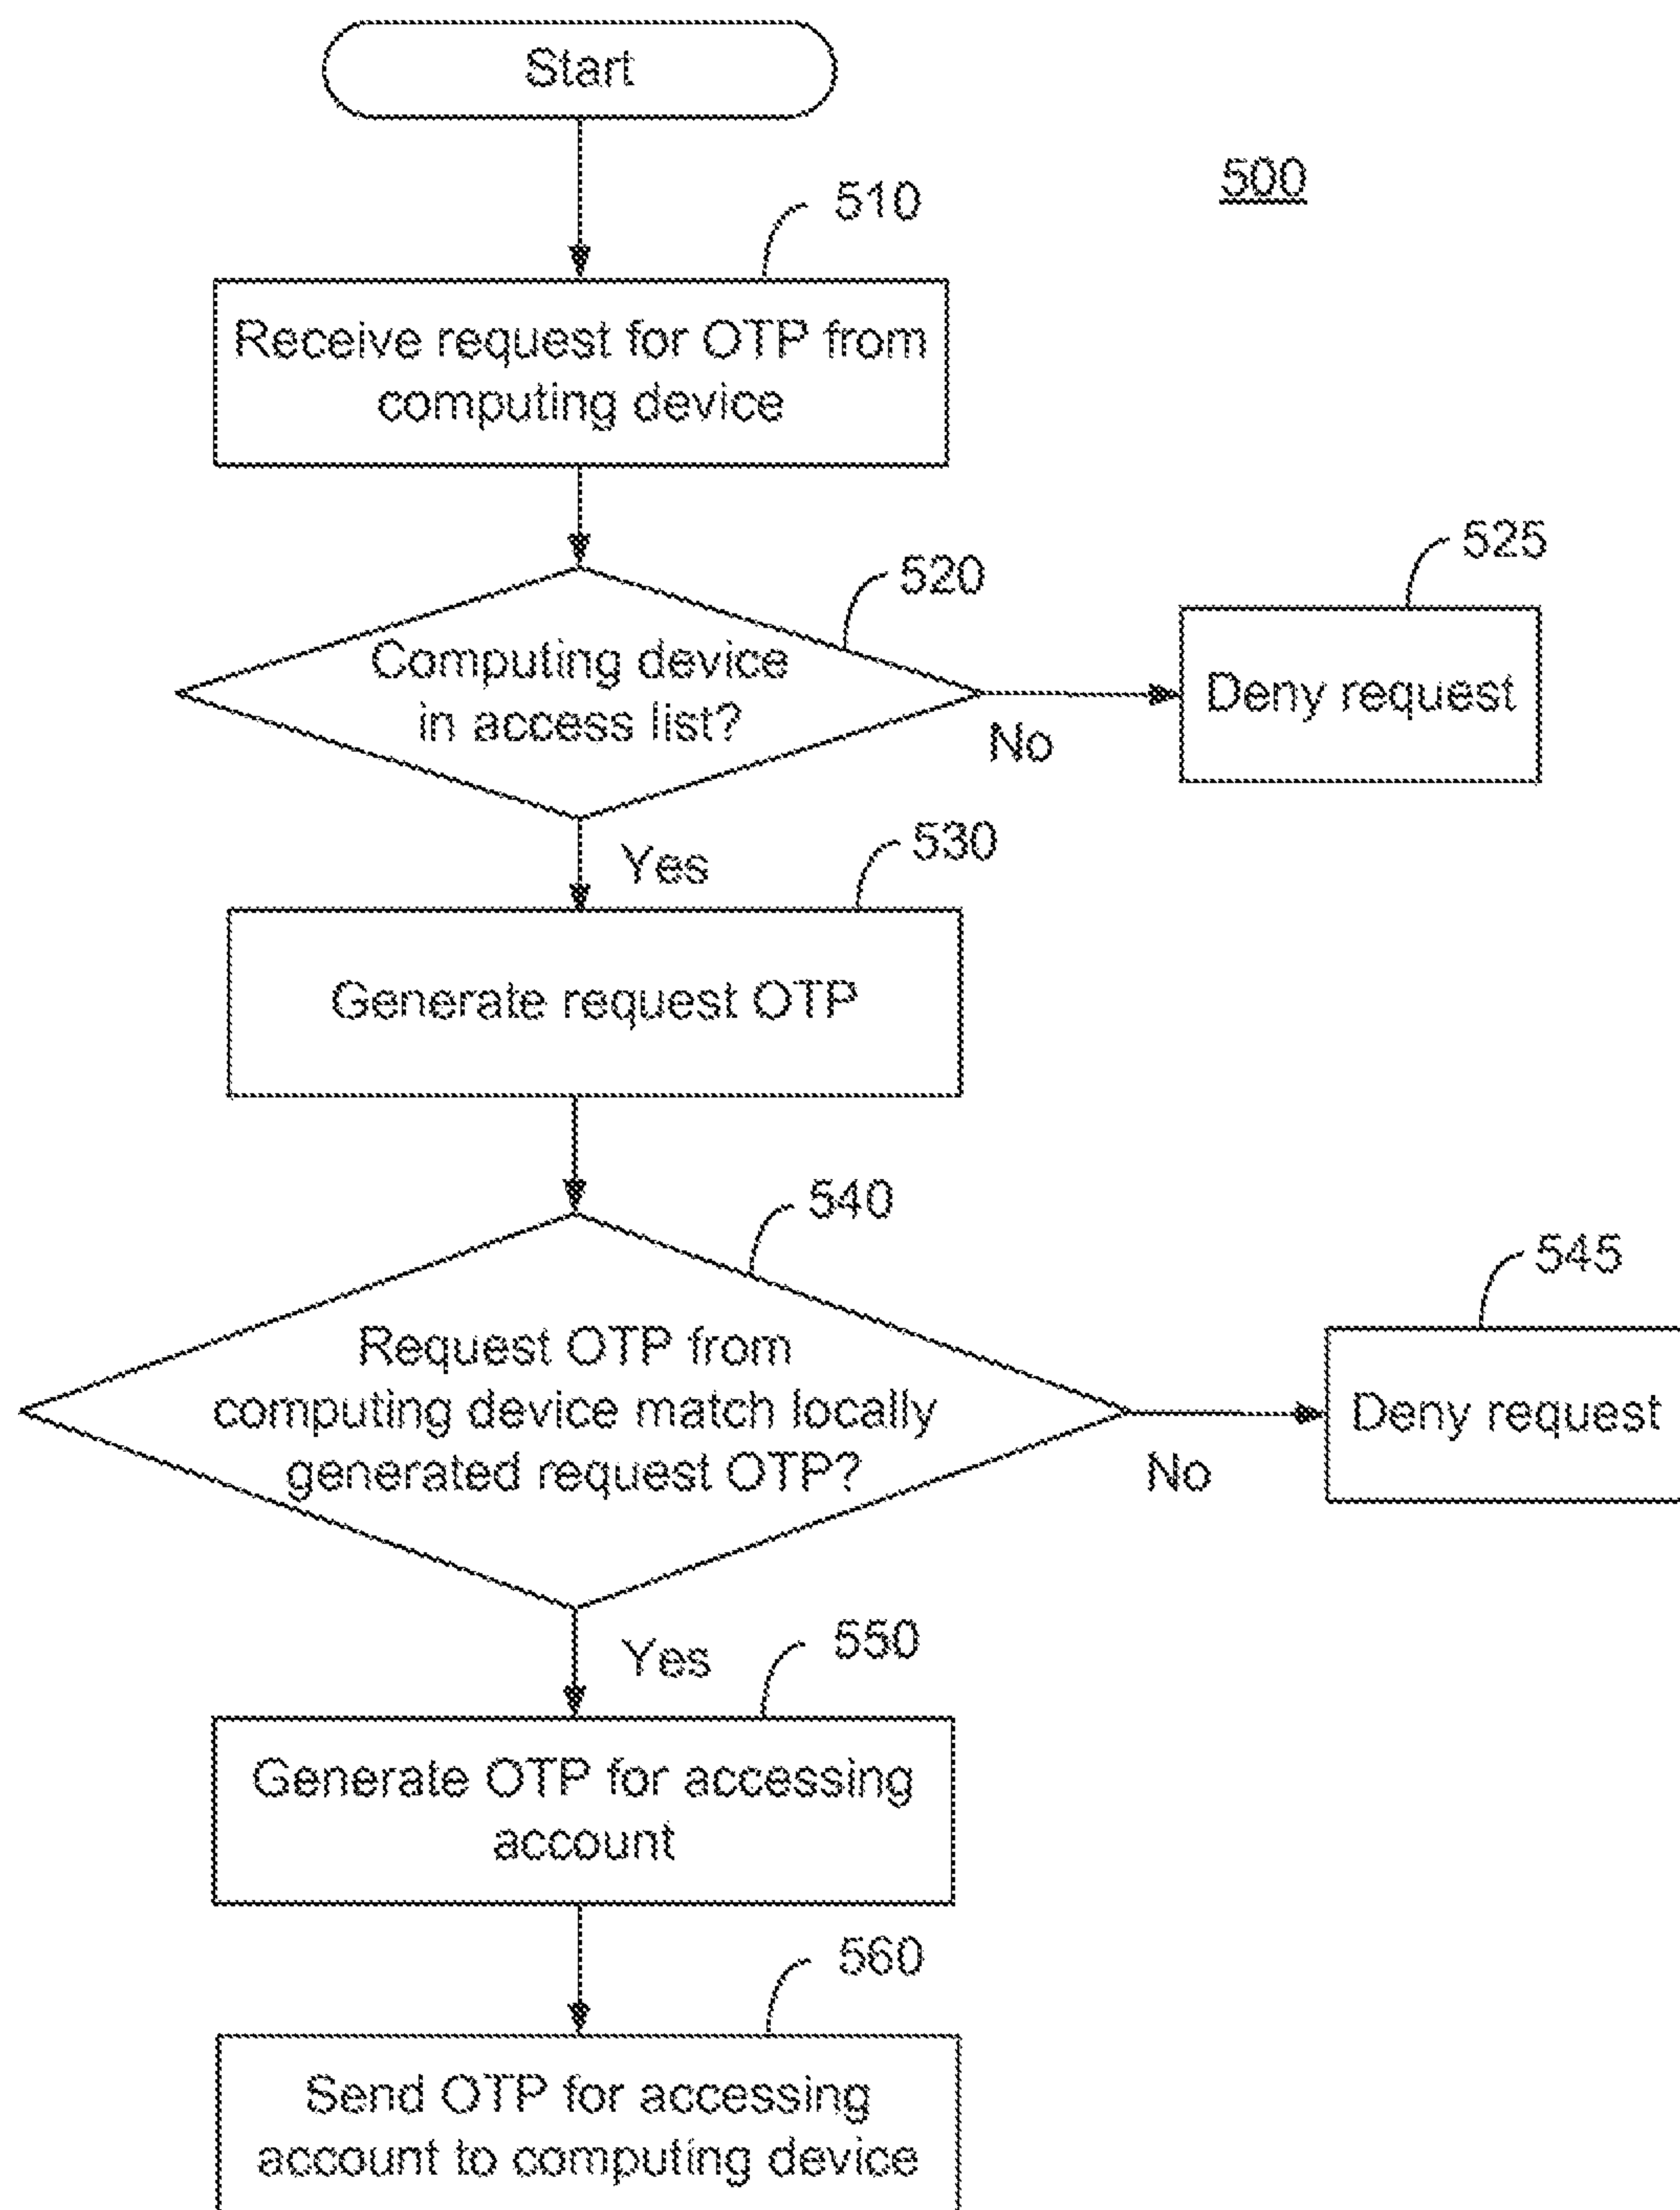 Start
500
510
Receive request for OTP from
computing device
525
520
Computing device
in access list?
Deny request
No
Yes
530
Generate request OTP
540
545
Request OTP from
computing device match locally
generated request OTP?
Deny request
No
Yes
550
Generate OTP for accessing
account
560
Send OTP for accessing
account to computing device